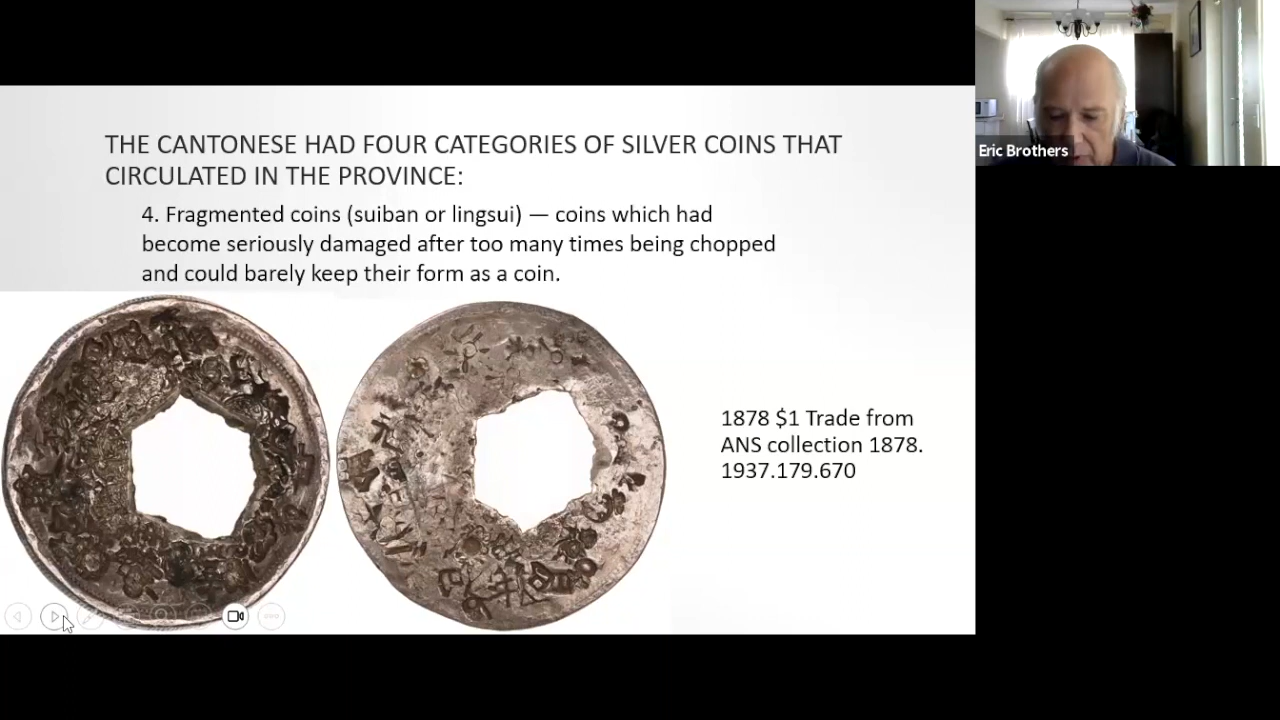 THE CANTONESE HAD FOUR CATEGORIES OF SILVER COINS THAT
CIRCULATED IN THE PROVINCE:
4. Fragmented coins (suiban or lingsui) — coins which had
become seriously damaged after too many times being chopped
and could barely keep their form as a coin.
1878 $1 Trade from
ANS collection 1878.
1937.179.670
Eric Brothers